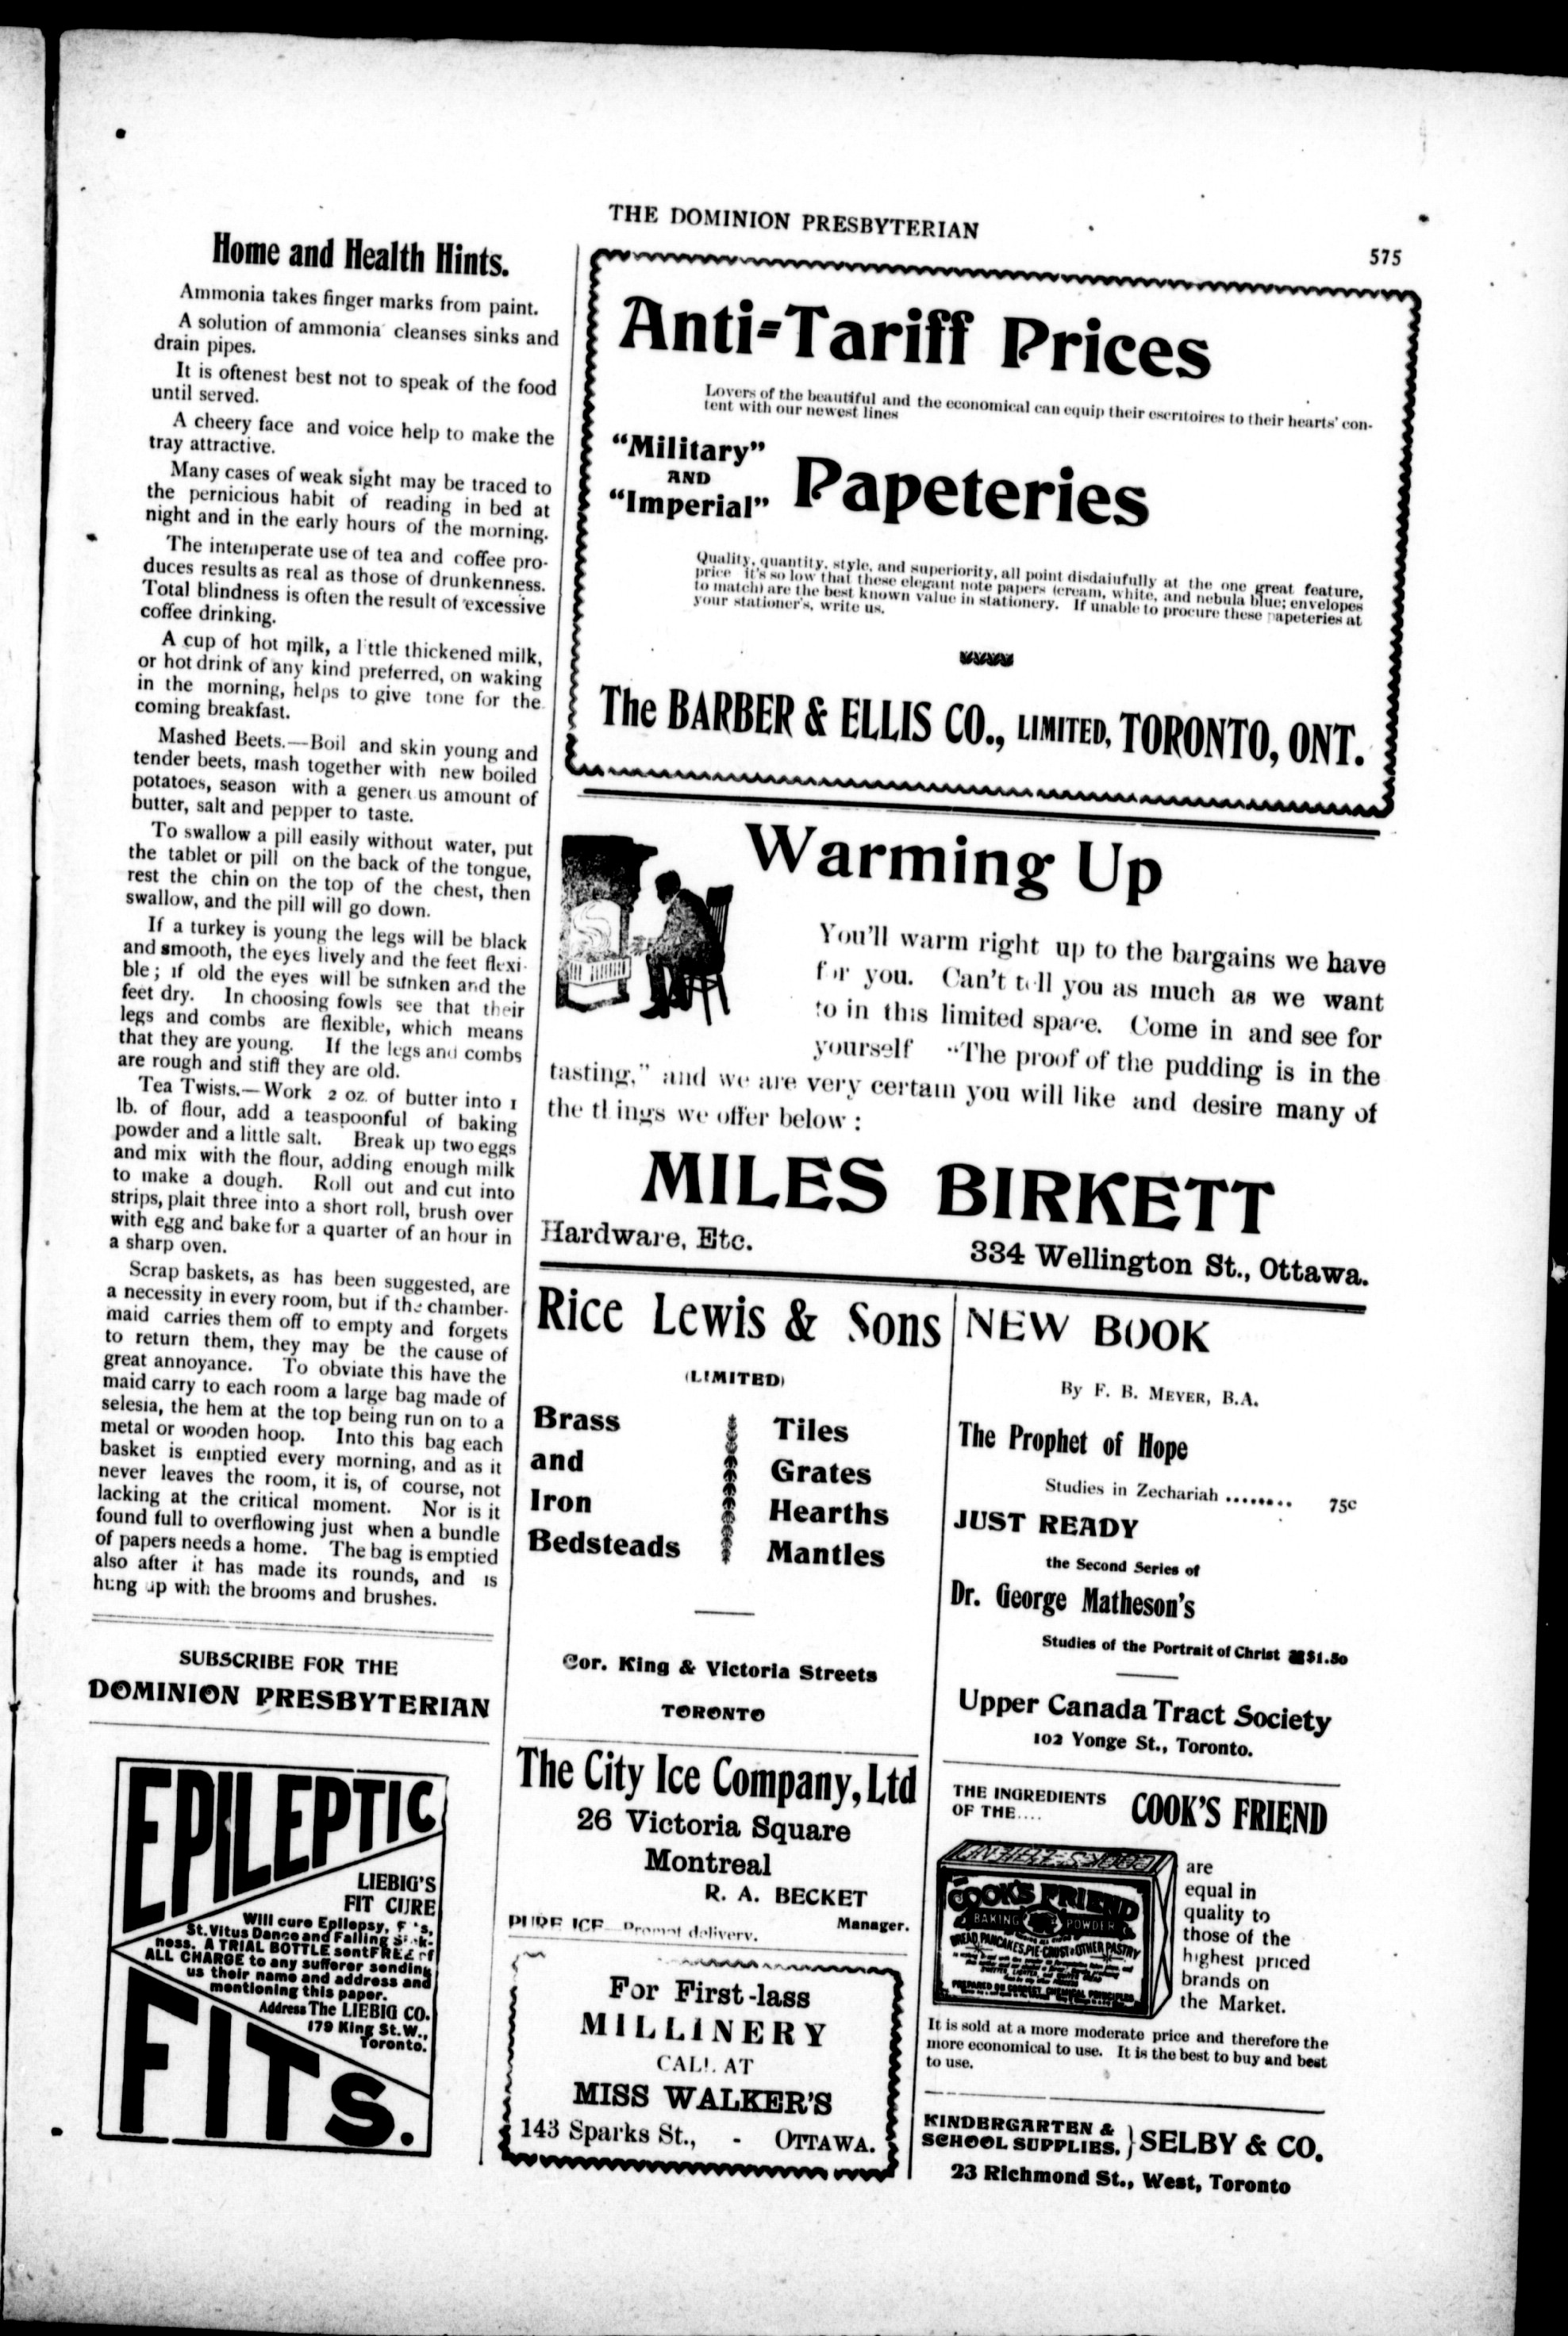 THE DOMINION PRESBYTERIAN
575
Home and Health Hints.
Ammonia takes finger marks from paint.
A solution of ammonia cleanses sinks and
drain pipes.
It is oftenest best not to speak of the food
until served.
A cheery face and voice help to make the
tray attractive.
Many cases of weak sight may be traced to
the pernicious habit of reading in bed at
night and in the early hours of the morning.
The intemperate use of tea and coffee pro-
duces results as real as those of drunkenness.
Total blindness is often the result of excessive
coffee drinking.
A cup of hot milk, a l ttle thickened milk,
or hot drink of any kind preferred, on waking
in the morning, helps to give tone for the
coming breakfast.
Mashed Beets.—Boil and skin young and
tender beets, mash together with new boiled
potatoes, season with a gener us amount of
butter, salt and pepper to taste.
To swallow a pill easily without water, put
the tablet or pill on the back of the tongue,
rest the chin on the top of the chest, then
swallow, and the pill will go down.
If a turkey is young the legs will be black
and smooth, the eyes lively and the feet flexi-
ble; if old the eyes will be sunken and the
feet dry. In choosing fowls see that their
legs and combs are flexible, which means
that they are young. If the legs and combs
are rough and stiff they are old.
Tea Twists.—Work 2 oz. of butter into 1
lb. of flour, add a teaspoonful of baking
powder and a little salt. Break up two eggs
and mix with the flour, adding enough milk
to make a dough. Roll out and cut into
strips, plait three into a short roll, brush over
with egg and bake for a quarter of an hour in
a sharp oven.
Scrap baskets, as has been suggested, are
a necessity in every room, but if the chamber-
maid carries them off to empty and forgets
to return them, they may be the cause of
great annoyance. To obviate this have the
maid carry to each room a large bag made of
selesia, the hem at the top being run on to a
metal or wooden hoop. Into this bag each
basket is emptied every morning, and as it
never leaves the room, it is, of course, not
lacking at the critical moment. Nor is it
found full to overflowing just when a bundle
of papers needs a home. The bag is emptied
also after it has made its rounds, and is
hung up with the brooms and brushes.
SUBSCRIBE FOR THE
DOMINION PRESBYTERIAN
EPILEPTIC
LIEBIG'S
FIT CURE
Will cure Epilepsy, F 's,
St.Vitus Dance and Falling Sick-
ness. A TRIAL BOTTLE sent FREE of
ALL CHARGE to any sufferer sending
us their name and address and
mentioning this paper.
Address The LIEBIG CO.
179 King St.W.,
Toronto.
FITS.
Anti-Tariff Prices
Lovers of the beautiful and the economical can equip their escritoires to their hearts' con-
tent with our newest lines
"Military"
AND
"Imperial"
Papeteries
Quality, quantity, style, and superiority, all point disdainfully at the one great feature,
price it's so low that these elegant note papers (cream, white, and nebula blue; envelopes
to match) are the best known value in stationery. If unable to procure these papeteries at
your stationer's, write us.
The BARBER & ELLIS CO., LIMITED, TORONTO, ONT.
Warming Up
You'll warm right up to the bargains we have
for you. Can't tell you as much as we want
to in this limited space. Come in and see for
yourself "The proof of the pudding is in the
tasting," and we are very certain you will like and desire many of
the things we offer below:
MILES BIRKETT
Hardware, Etc.
334 Wellington St., Ottawa.
Rice Lewis & Sons
(LIMITED)
Brass
and
Iron
Bedsteads
Tiles
Grates
Hearths
Mantles
Cor. King & Victoria Streets
TORONTO
NEW BOOK
By F. B. MEYER, B.A.
The Prophet of Hope
Studies in Zechariah ........ 75c
JUST READY
the Second Series of
Dr. George Matheson's
Studies of the Portrait of Christ $1.50
Upper Canada Tract Society
102 Yonge St., Toronto.
The City Ice Company, Ltd
26 Victoria Square
Montreal
R. A. BECKET
Manager.
PURE ICE—Prompt delivery.
For First-lass
MILLINERY
CALL AT
MISS WALKER'S
143 Sparks St., - OTTAWA.
THE INGREDIENTS
OF THE....
COOK'S FRIEND
COOK'S FRIEND
BAKING POWDER
BREAD, PANCAKES, PIE-CRUST & OTHER PASTRY
PREPARED ON CORRECT CHEMICAL PRINCIPLES
are
equal in
quality to
those of the
highest priced
brands on
the Market.
It is sold at a more moderate price and therefore the
more economical to use. It is the best to buy and best
to use.
KINDERGARTEN &
SCHOOL SUPPLIES.
SELBY & CO.
23 Richmond St., West, Toronto